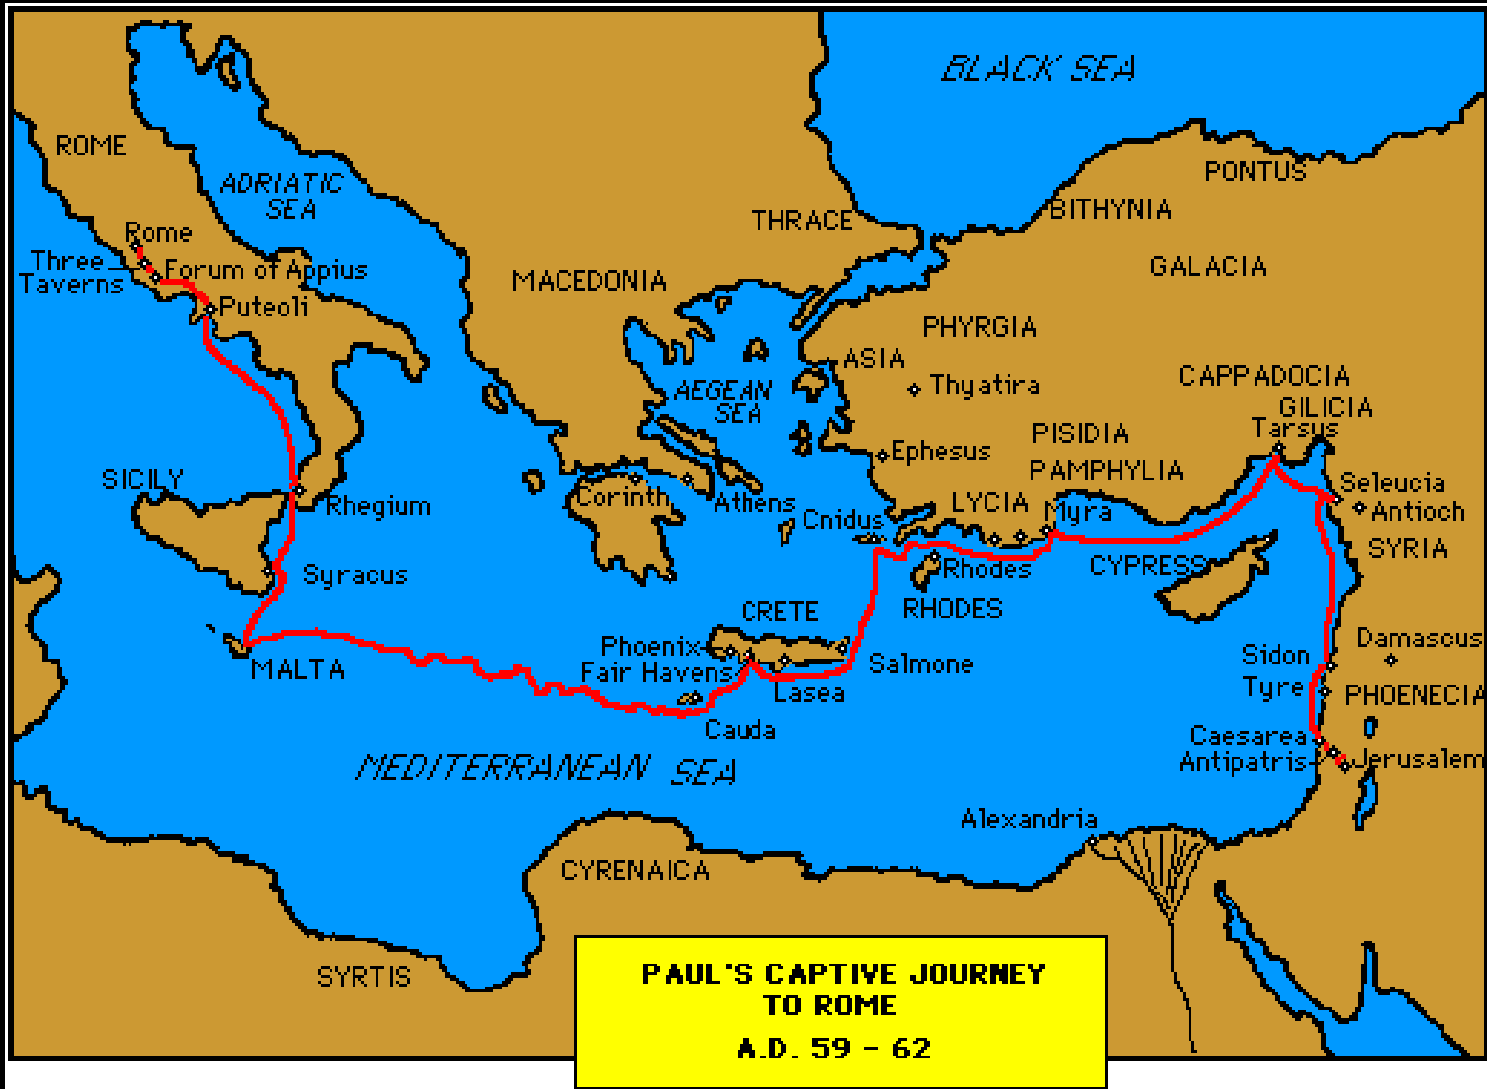 BLACK SEA
ROME
PONTUS
ADRIATIC
SEA
BITHYNIA
THRACE
Rome
Three
Taverns
Forum of Appius
GALACIA
MACEDONIA
Puteoli
PHYRGIA
ASIA
CAPPADOCIA
Thyatira
AEGEAN
SEA
GILICIA
Tarsus
PISIDIA
Ephesus
PAMPHYLIA
SICILY
Seleucia
Corinth
Athens
LYCIA
Myra
Antioch
Rhegium
Cnidus
SYRIA
CYPRESS
Syracus
Rhodes
RHODES
CRETE
Damascus
Phoenix
Sidon
MALTA
Fair Havens
Salmone
Tyre
Lasea
PHOENECIA
Cauda
Caesarea
Antipatris
Jerusalem
MEDITERRANEAN SEA
Alexandria
CYRENAICA
SYRTIS
PAUL'S CAPTIVE JOURNEY
TO ROME
A.D. 59 - 62